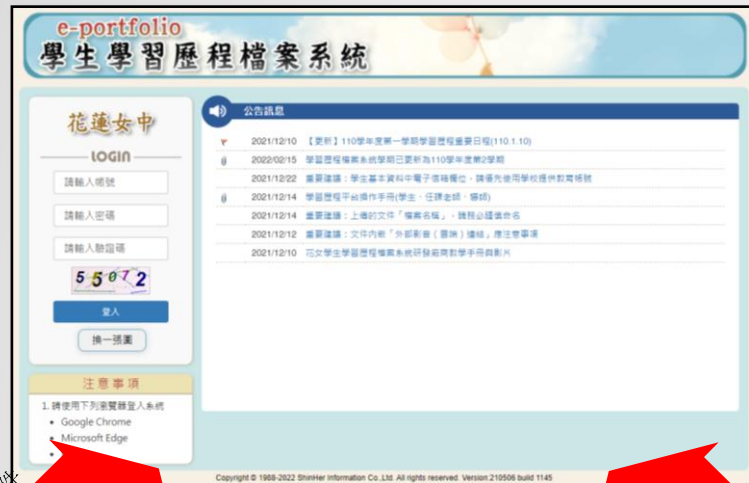 e-portfolio
學生學習歷程檔案系統
花蓮女中
LOGIN
請輸入帳號
請輸入密碼
請輸入驗證碼
55072
登入
換一張圖
注意事項
1. 請使用下列瀏覽器登入系統
Google Chrome
Microsoft Edge
公告訊息
2021/12/10 【更新】110學年度第一學期學習歷程重要日程(110.1.10)
2022/02/15 學習歷程檔案系統學期已更新為110學年度第2學期
2021/12/22 重要建議：學生基本資料中電子信箱欄位，請優先使用學校提供教育帳號
2021/12/14 學習歷程平台操作手冊(學生、任課老師、導師)
2021/12/14 重要建議：上傳的文件「檔案名稱」，請務必謹慎命名
2021/12/12 重要建議：文件內嵌「外部影音（雲端）連結」應注意事項
2021/12/10 花女學生學習歷程檔案系統研發廠商教學手冊與影片
Copyright © 1988-2022 ShinHer Information Co.,Ltd. All rights reserved. Version:210506 build 1145